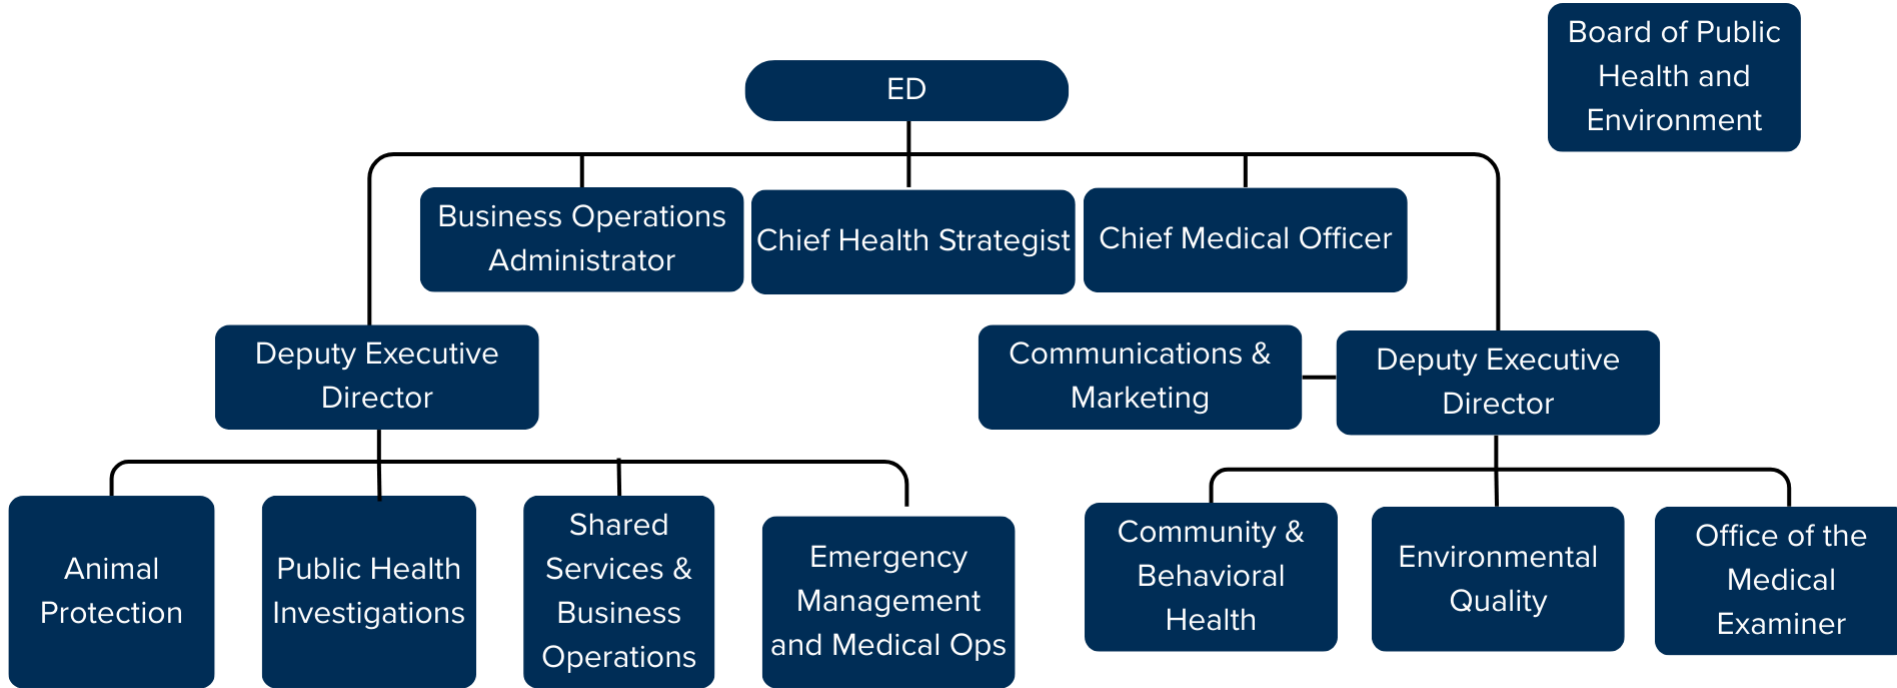 Board of Public
Health and
Environment
ED
Business Operations
Administrator
Chief Health Strategist
Chief Medical Officer
Deputy Executive
Director
Communications &
Marketing
Deputy Executive
Director
Animal
Protection
Public Health
Investigations
Shared
Services &
Business
Operations
Emergency
Management
and Medical Ops
Community &
Behavioral
Health
Environmental
Quality
Office of the
Medical
Examiner